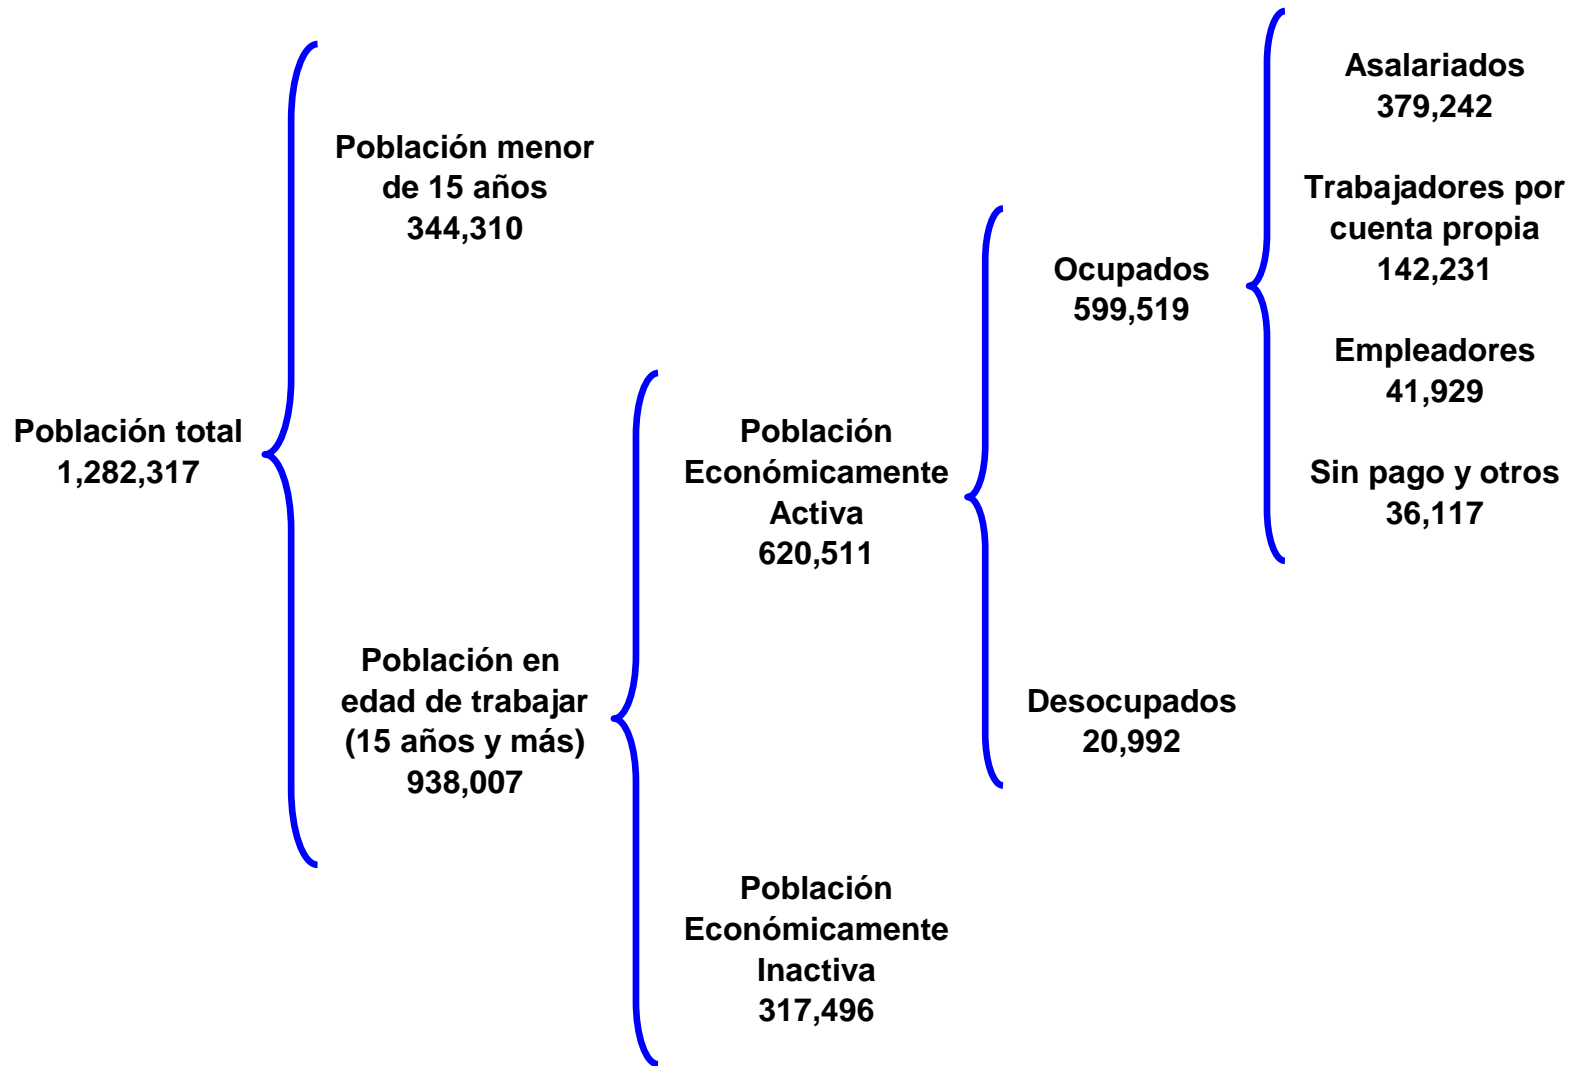 Población total
1,282,317
Población menor
de 15 años
344,310
Población en
edad de trabajar
(15 años y más)
938,007
Población
Económicamente
Activa
620,511
Población
Económicamente
Inactiva
317,496
Ocupados
599,519
Desocupados
20,992
Asalariados
379,242
Trabajadores por
cuenta propia
142,231
Empleadores
41,929
Sin pago y otros
36,117